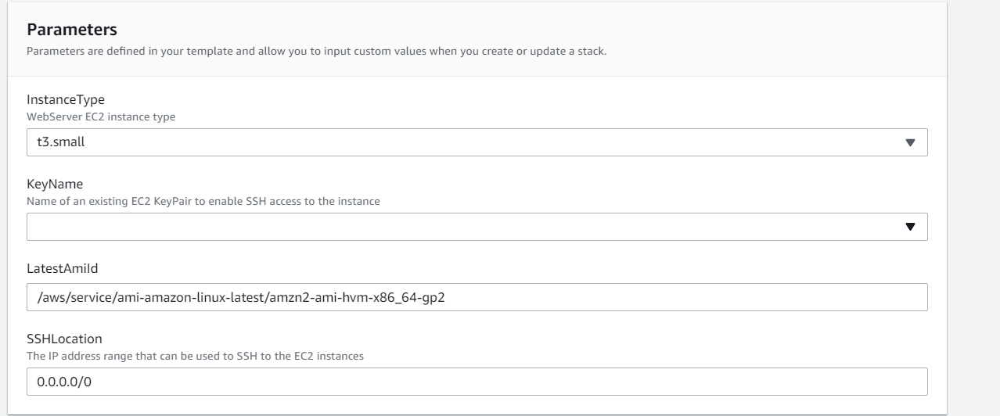 Parameters
Parameters are defined in your template and allow you to input custom values when you create or update a stack.
InstanceType
WebServer EC2 instance type
t3.small
KeyName
Name of an existing EC2 KeyPair to enable SSH access to the instance
LatestAmiId
/aws/service/ami-amazon-linux-latest/amzn2-ami-hvm-x86_64-gp2
SSHLocation
The IP address range that can be used to SSH to the EC2 instances
0.0.0.0/0